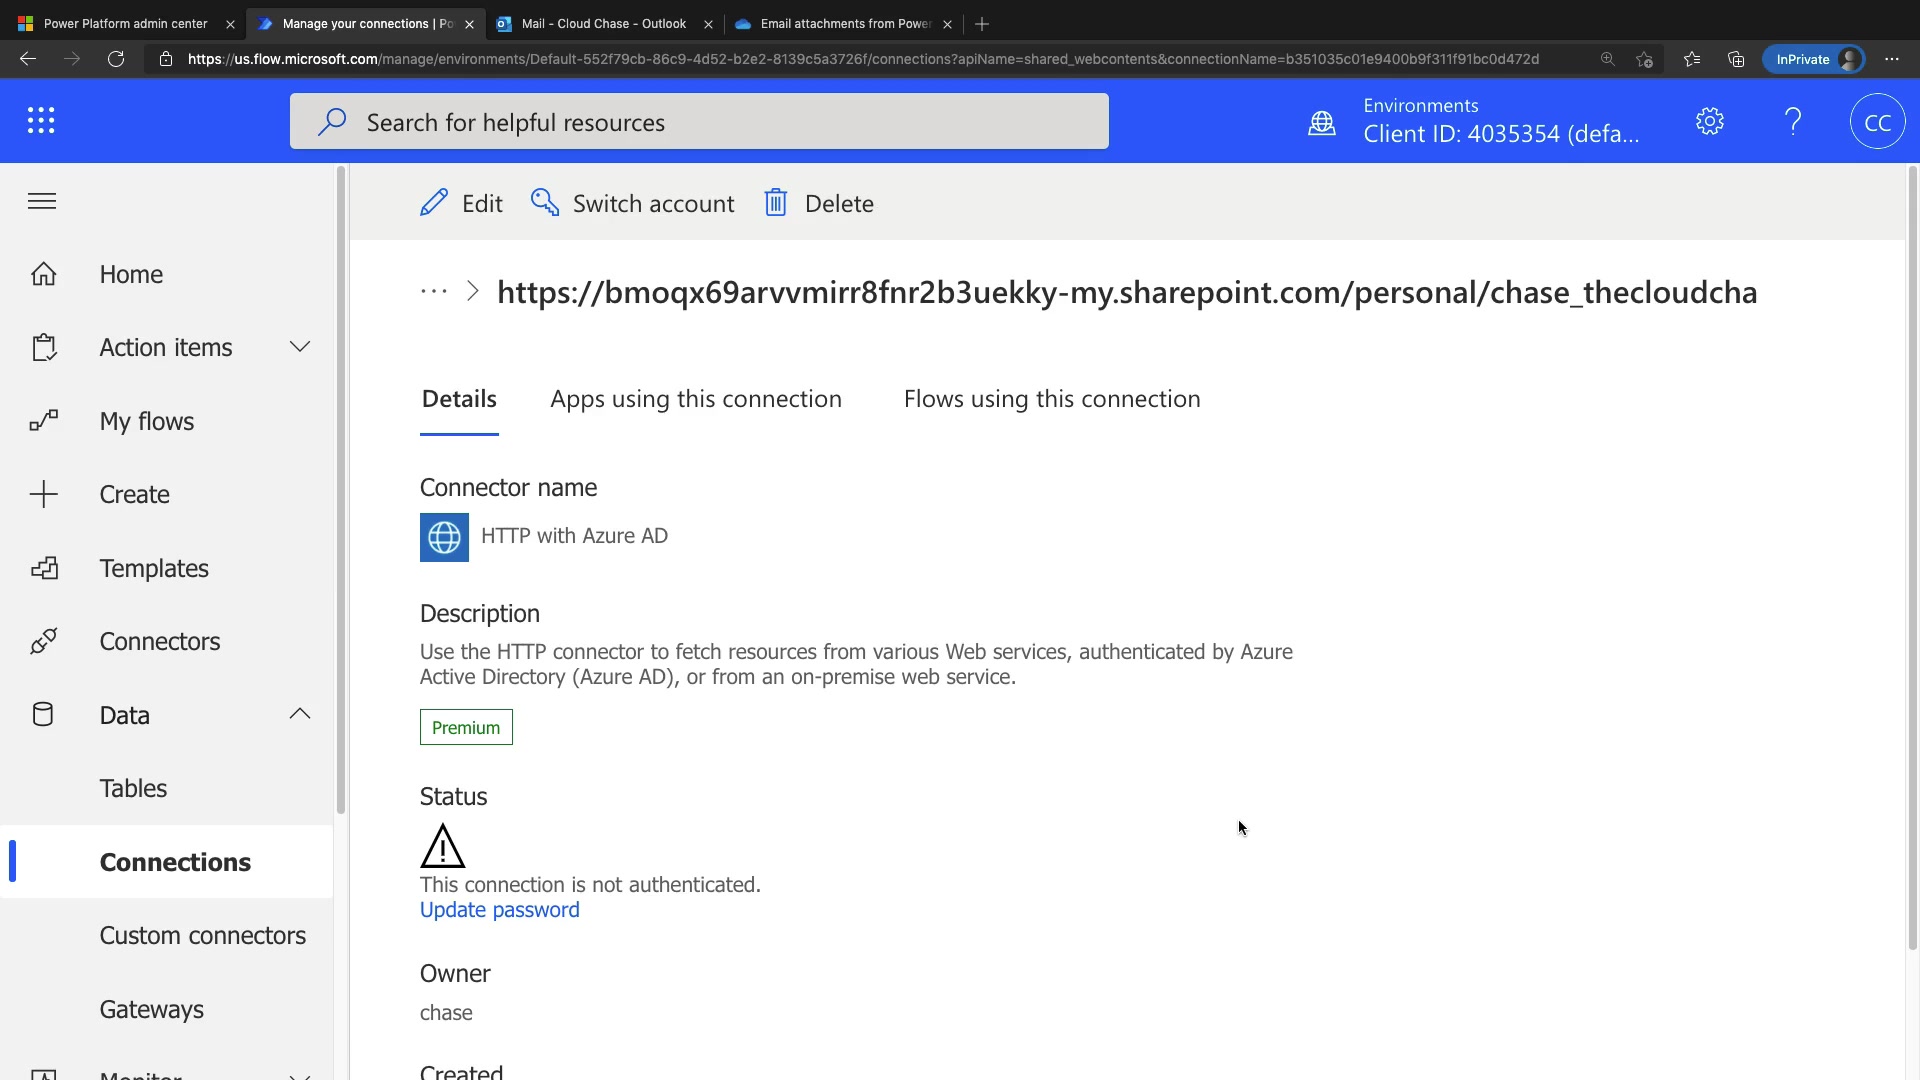 Power Platform admin center
Manage your connections | Po
Mail - Cloud Chase - Outlook
Email attachments from Power
https://us.flow.microsoft.com/manage/environments/Default-552f79cb-86c9-4d52-b2e2-8139c5a3726f/connections?apiName=shared_webcontents&connectionName=b351035c01e9400b9f311f91bc0d472d
InPrivate
Search for helpful resources
Environments
Client ID: 4035354 (defa...
CC
Edit
Switch account
Delete
Home
Action items
My flows
Create
Templates
Connectors
Data
Tables
Connections
Custom connectors
Gateways
Monitor
··· > https://bmoqx69arvvmirr8fnr2b3uekky-my.sharepoint.com/personal/chase_thecloudcha
Details
Apps using this connection
Flows using this connection
Connector name
HTTP with Azure AD
Description
Use the HTTP connector to fetch resources from various Web services, authenticated by Azure
Active Directory (Azure AD), or from an on-premise web service.
Premium
Status
This connection is not authenticated.
Update password
Owner
chase
Created